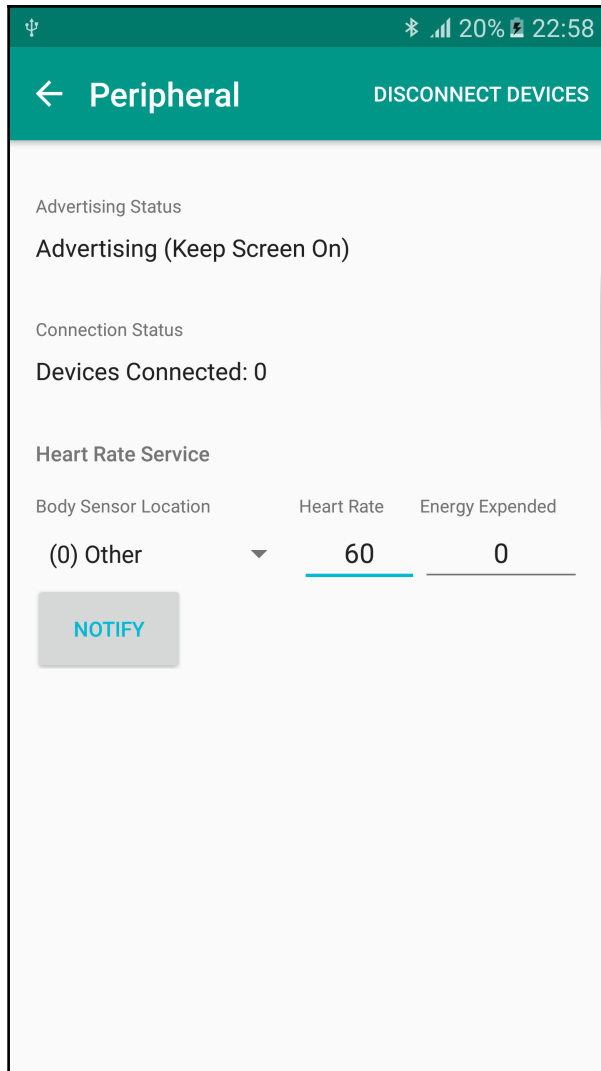 20% 22:58
Peripheral DISCONNECT DEVICES
Advertising Status
Advertising (Keep Screen On)
Connection Status
Devices Connected: 0
Heart Rate Service
Body Sensor Location Heart Rate Energy Expended
(0) Other 60 0
NOTIFY